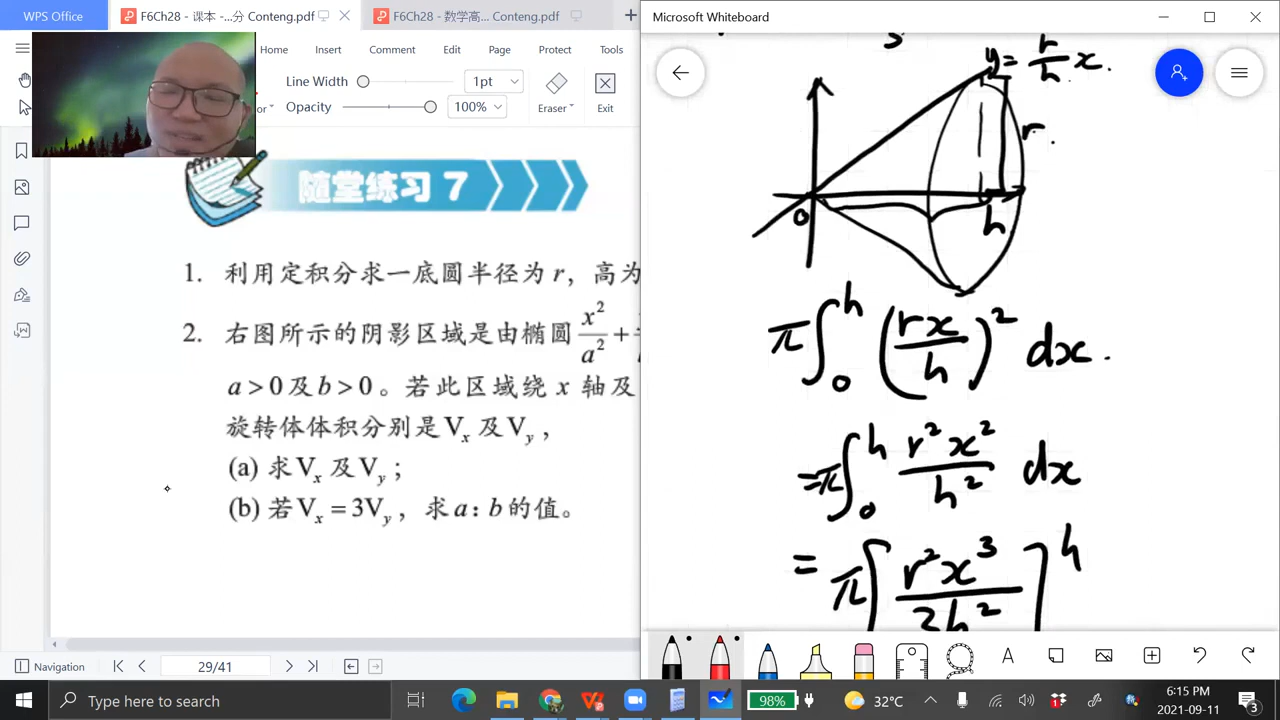 WPS Office
F6Ch28 - 课本 -...分 Conteng.pdf
F6Ch28 - 数学高... Conteng.pdf
Microsoft Whiteboard
Home Insert Comment Edit Page Protect Tools
Line Width 1pt
Opacity 100%
Eraser
Exit
随堂练习 7
1. 利用定积分求一底圆半径为 r，高为
2. 右图所示的阴影区域是由椭圆 x²/a² +
a > 0 及 b > 0。若此区域绕 x 轴及
旋转体体积分别是 Vx 及 Vy，
(a) 求 Vx 及 Vy；
(b) 若 Vx = 3Vy，求 a : b 的值。
y = r/h x.
r.
O
h
π∫₀ʰ (rx/h)² dx.
= π∫₀ʰ r²x²/h² dx
= π[r²x³/3h²]ʰ
Navigation
29/41
Type here to search
98%
32°C
6:15 PM
2021-09-11
3